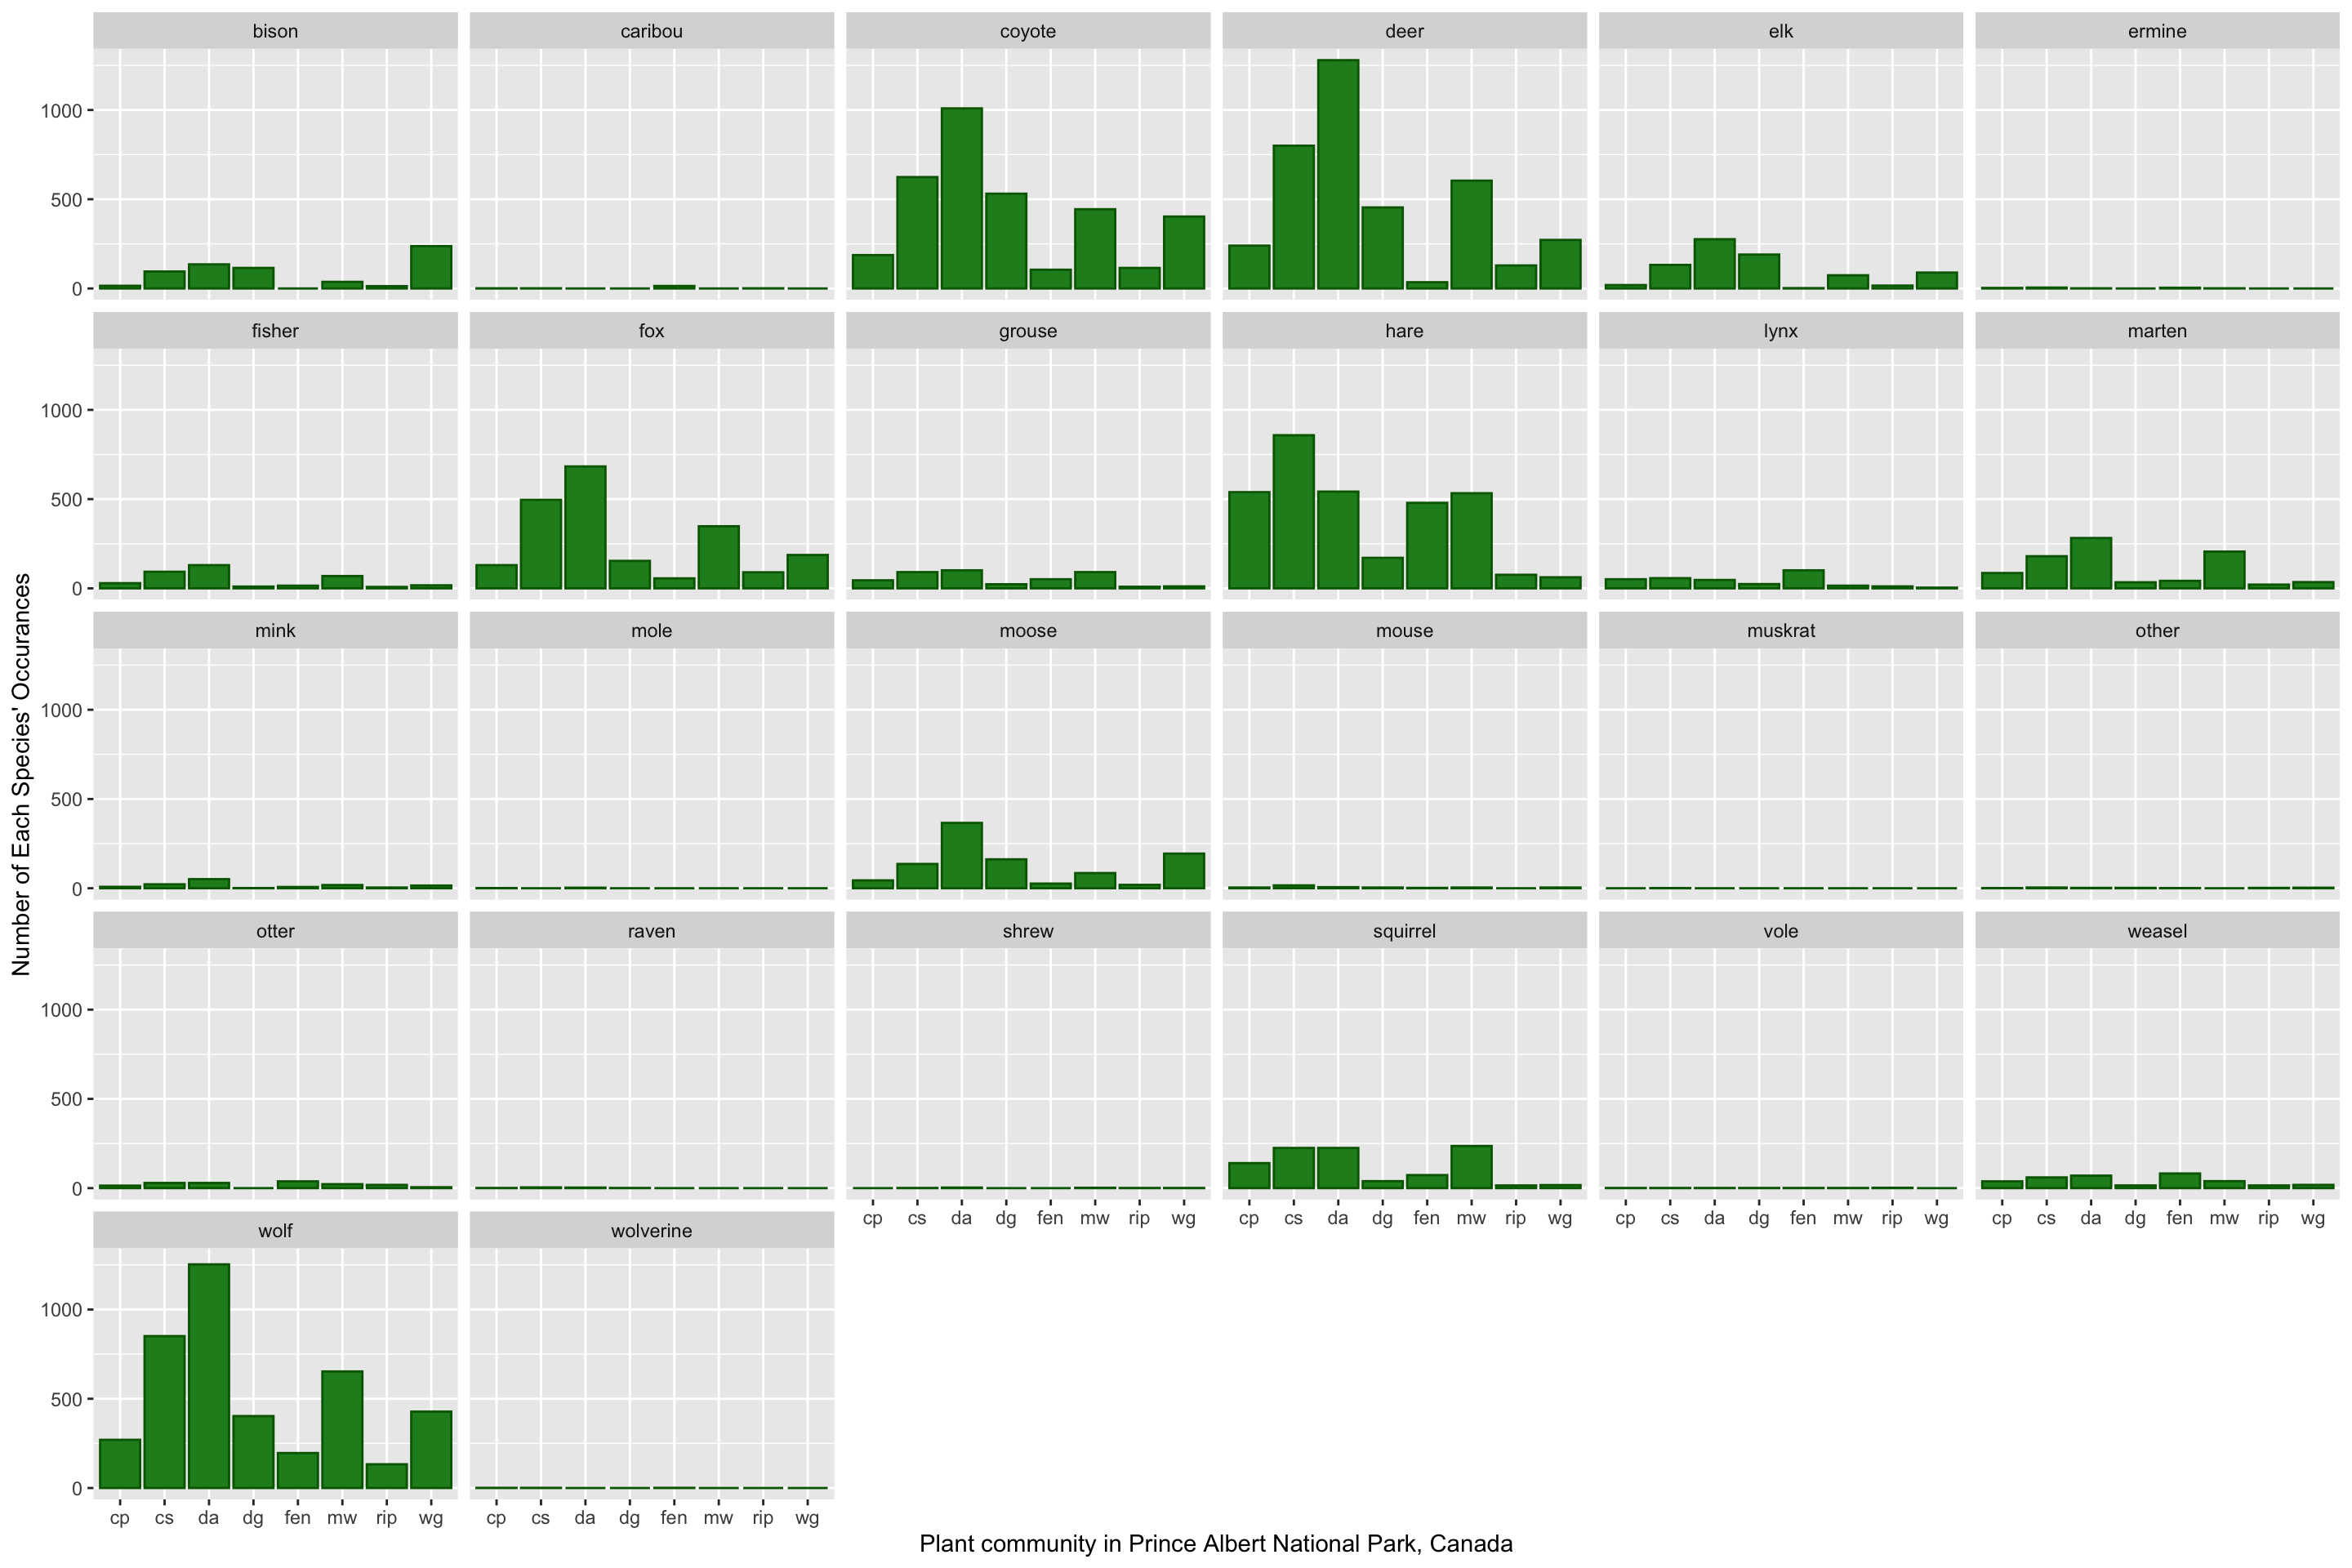 bison caribou coyote deer elk ermine
1000
500
0
fisher fox grouse hare lynx marten
1000
500
0
mink mole moose mouse muskrat other
1000
500
0
otter raven shrew squirrel vole weasel
1000
500
0
cp cs da dg fen mw rip wg cp cs da dg fen mw rip wg cp cs da dg fen mw rip wg cp cs da dg fen mw rip wg
wolf wolverine
1000
500
0
cp cs da dg fen mw rip wg cp cs da dg fen mw rip wg
Plant community in Prince Albert National Park, Canada
Number of Each Species' Occurances